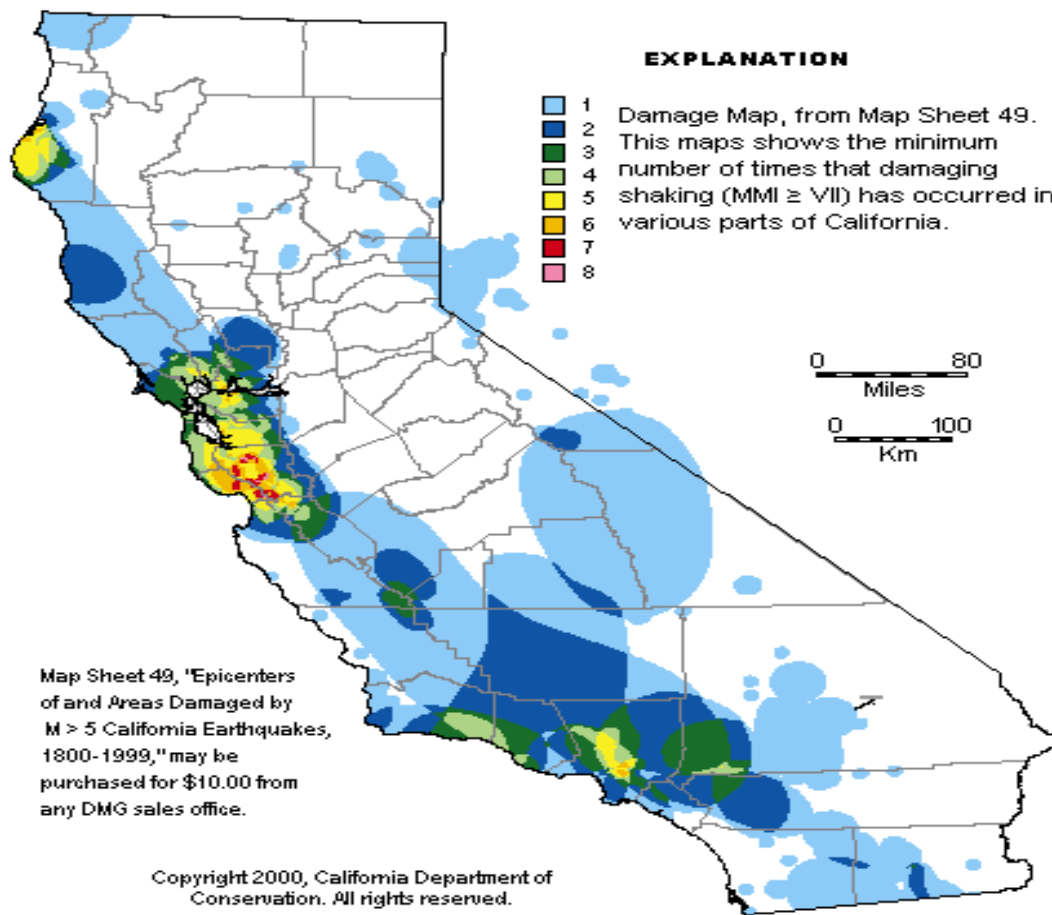 EXPLANATION
1
2
3
4
5
6
7
8
Damage Map, from Map Sheet 49.
This maps shows the minimum
number of times that damaging
shaking (MMI ≥ VII) has occurred in
various parts of California.
0 80
Miles
0 100
Km
Map Sheet 49, "Epicenters
of and Areas Damaged by
M > 5 California Earthquakes,
1800-1999," may be
purchased for $10.00 from
any DMG sales office.
Copyright 2000, California Department of
Conservation. All rights reserved.